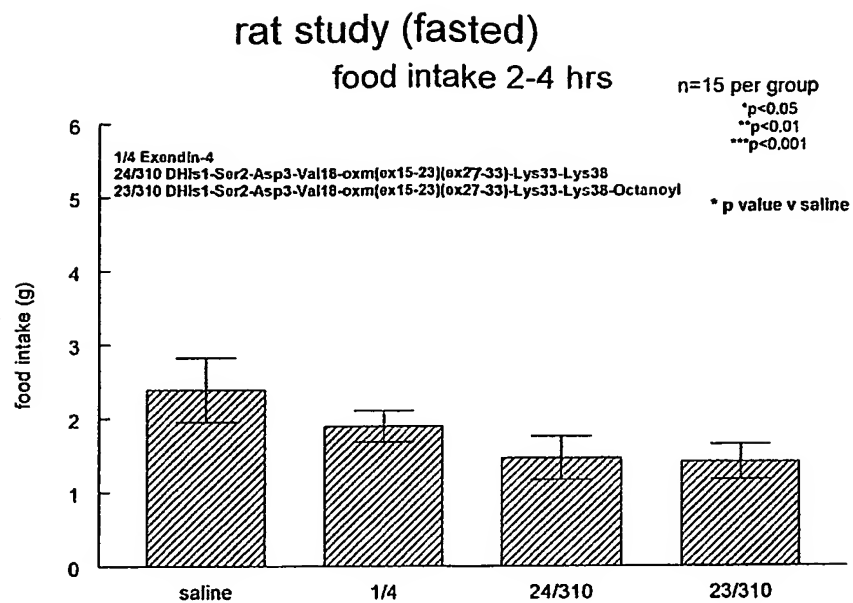 rat study (fasted)
food intake 2-4 hrs
n=15 per group
*p<0.05
**p<0.01
***p<0.001
* p value v saline
1/4 Exendin-4
24/310 DHis1-Ser2-Asp3-Val18-oxm(ex15-23)(ex27-33)-Lys33-Lys38
23/310 DHis1-Ser2-Asp3-Val18-oxm(ex15-23)(ex27-33)-Lys33-Lys38-Octanoyl
food intake (g)
6
5
4
3
2
1
0
saline 1/4 24/310 23/310